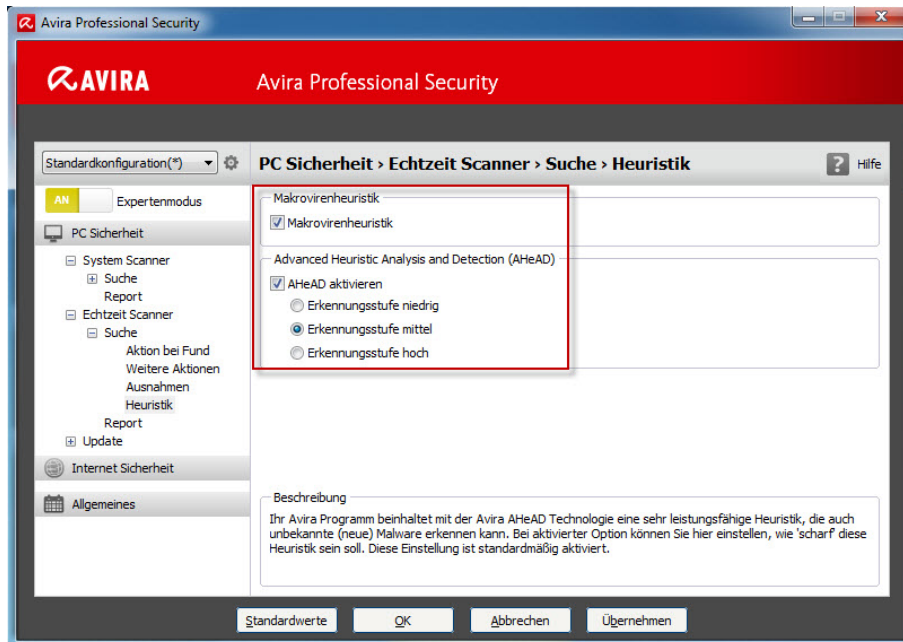 Avira Professional Security
AVIRA
Avira Professional Security
Standardkonfiguration(*)
PC Sicherheit › Echtzeit Scanner › Suche › Heuristik
? Hilfe
AN Expertenmodus
PC Sicherheit
System Scanner
Suche
Report
Echtzeit Scanner
Suche
Aktion bei Fund
Weitere Aktionen
Ausnahmen
Heuristik
Report
Update
Internet Sicherheit
Allgemeines
Makrovirenheuristik
Makrovirenheuristik
Advanced Heuristic Analysis and Detection (AHeAD)
AHeAD aktivieren
Erkennungsstufe niedrig
Erkennungsstufe mittel
Erkennungsstufe hoch
Beschreibung
Ihr Avira Programm beinhaltet mit der Avira AHeAD Technologie eine sehr leistungsfähige Heuristik, die auch
unbekannte (neue) Malware erkennen kann. Bei aktivierter Option können Sie hier einstellen, wie 'scharf' diese
Heuristik sein soll. Diese Einstellung ist standardmäßig aktiviert.
Standardwerte
OK
Abbrechen
Übernehmen